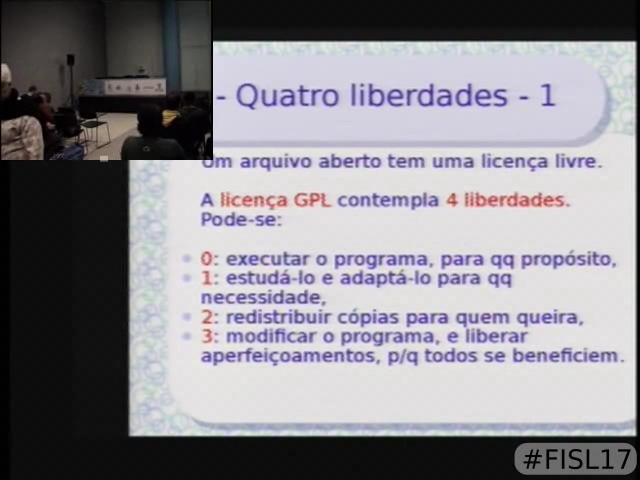 - Quatro liberdades - 1
Um arquivo aberto tem uma licença livre.
A licença GPL contempla 4 liberdades.
Pode-se:
0: executar o programa, para qq propósito,
1: estudá-lo e adaptá-lo para qq
necessidade,
2: redistribuir cópias para quem queira,
3: modificar o programa, e liberar
aperfeiçoamentos, p/q todos se beneficiem.
#FISL17